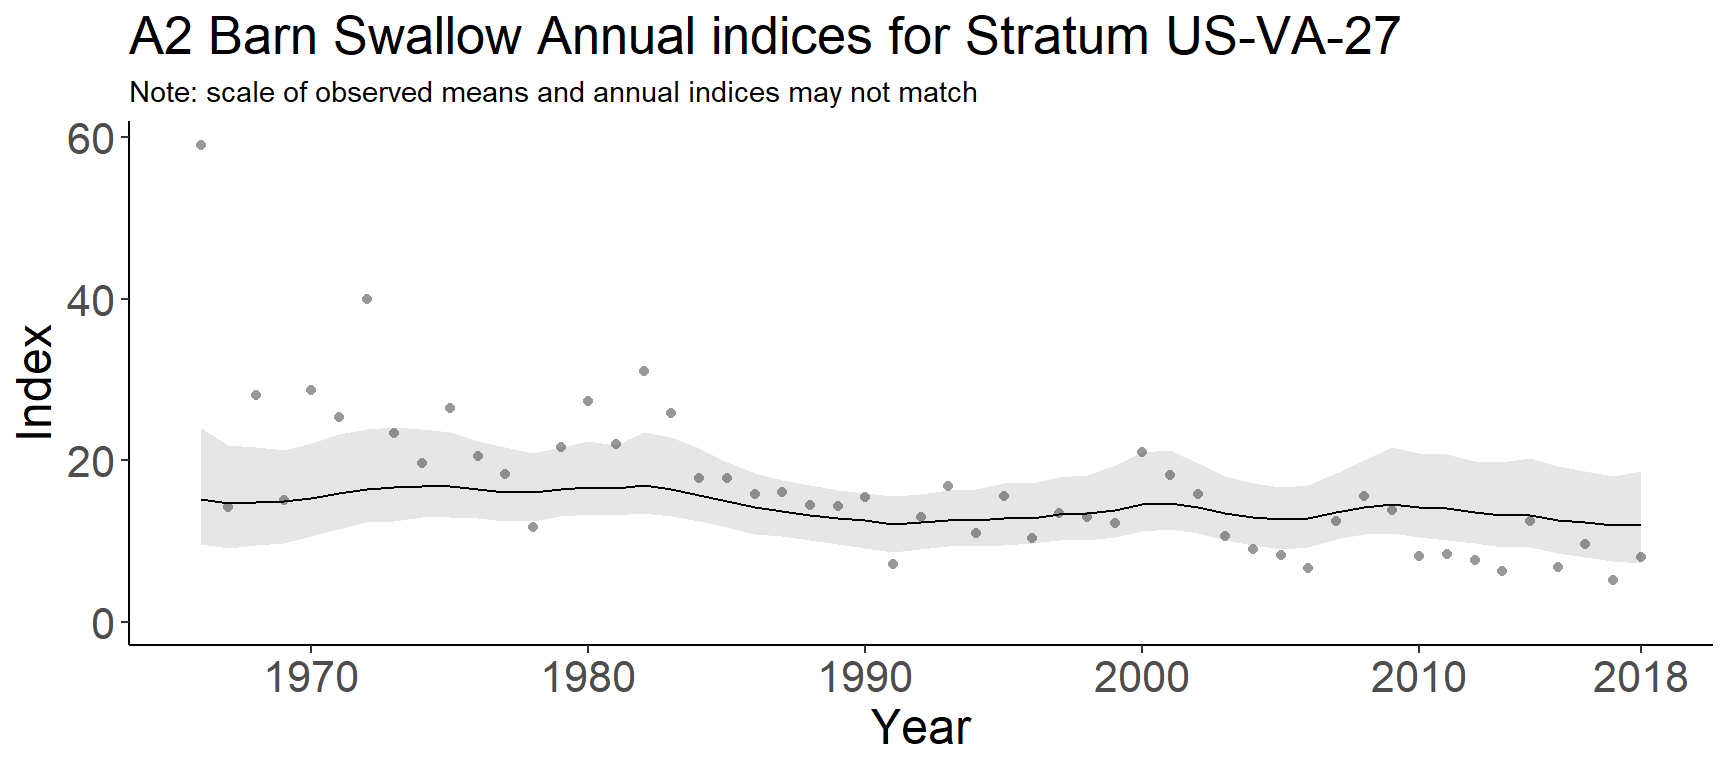 A2 Barn Swallow Annual indices for Stratum US-VA-27
Note: scale of observed means and annual indices may not match
60
40
20
0
Index
1970 1980 1990 2000 2010 2018
Year